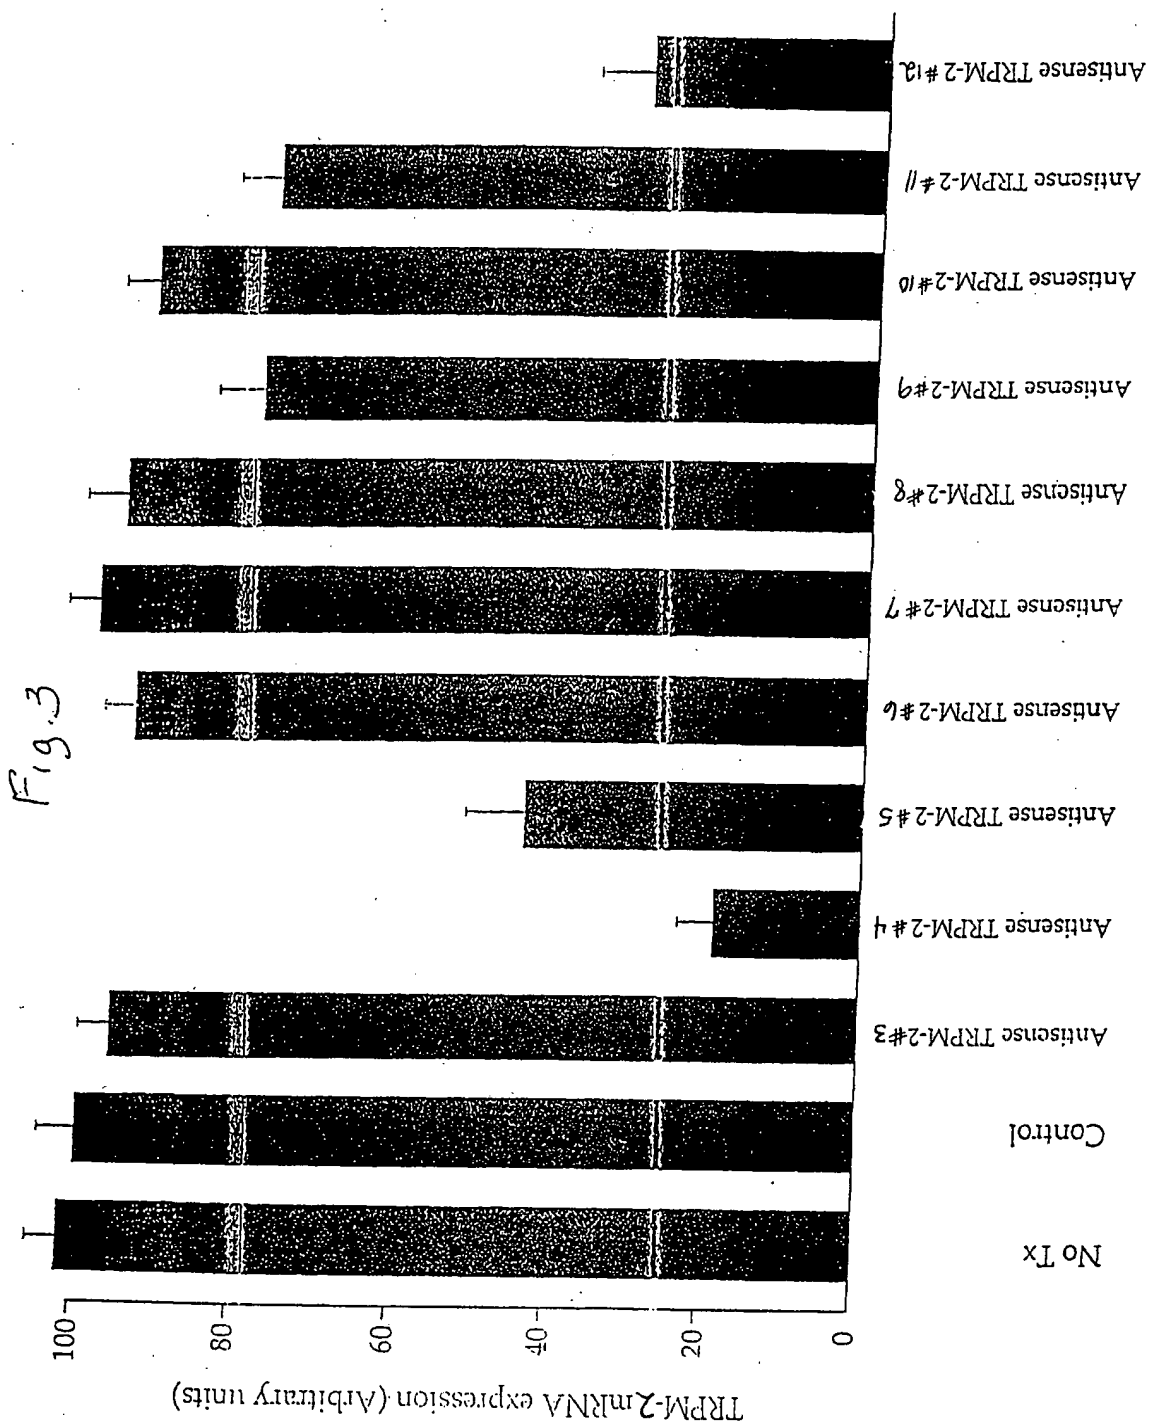 Fig.3
TRPM-2 mRNA expression (Arbitrary units)
100
80
60
40
20
0
No Tx
Control
Antisense TRPM-2 #3
Antisense TRPM-2 #4
Antisense TRPM-2 #5
Antisense TRPM-2 #6
Antisense TRPM-2 #7
Antisense TRPM-2 #8
Antisense TRPM-2 #9
Antisense TRPM-2 #10
Antisense TRPM-2 #11
Antisense TRPM-2 #12